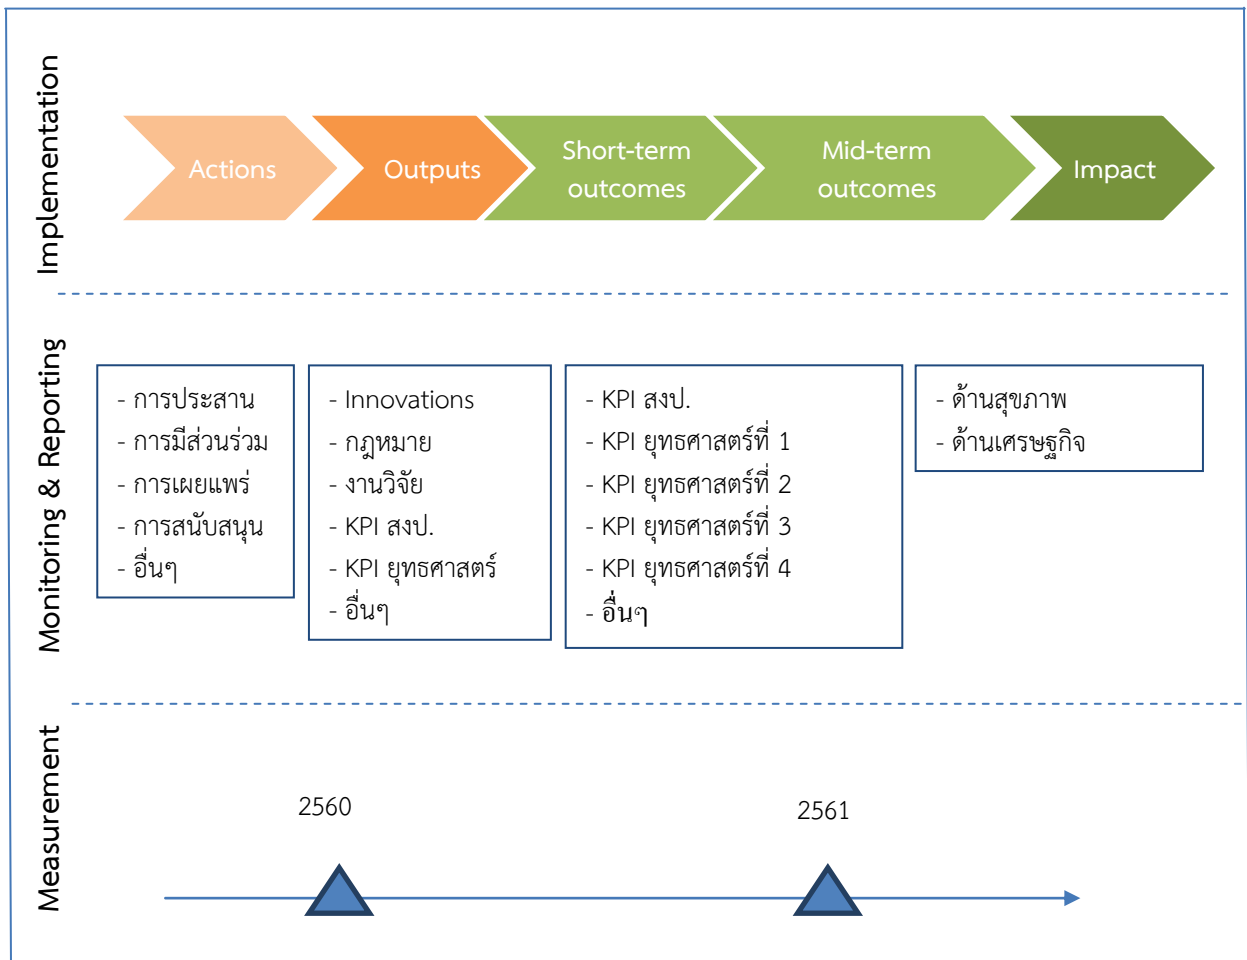 Implementation
Actions
Outputs
Short-term
outcomes
Mid-term
outcomes
Impact
Monitoring & Reporting
- การประสาน
- การมีส่วนร่วม
- การเผยแพร่
- การสนับสนุน
- อื่นๆ
- Innovations
- กฎหมาย
- งานวิจัย
- KPI สงป.
- KPI ยุทธศาสตร์
- อื่นๆ
- KPI สงป.
- KPI ยุทธศาสตร์ที่ 1
- KPI ยุทธศาสตร์ที่ 2
- KPI ยุทธศาสตร์ที่ 3
- KPI ยุทธศาสตร์ที่ 4
- อื่นๆ
- ด้านสุขภาพ
- ด้านเศรษฐกิจ
Measurement
2560
2561